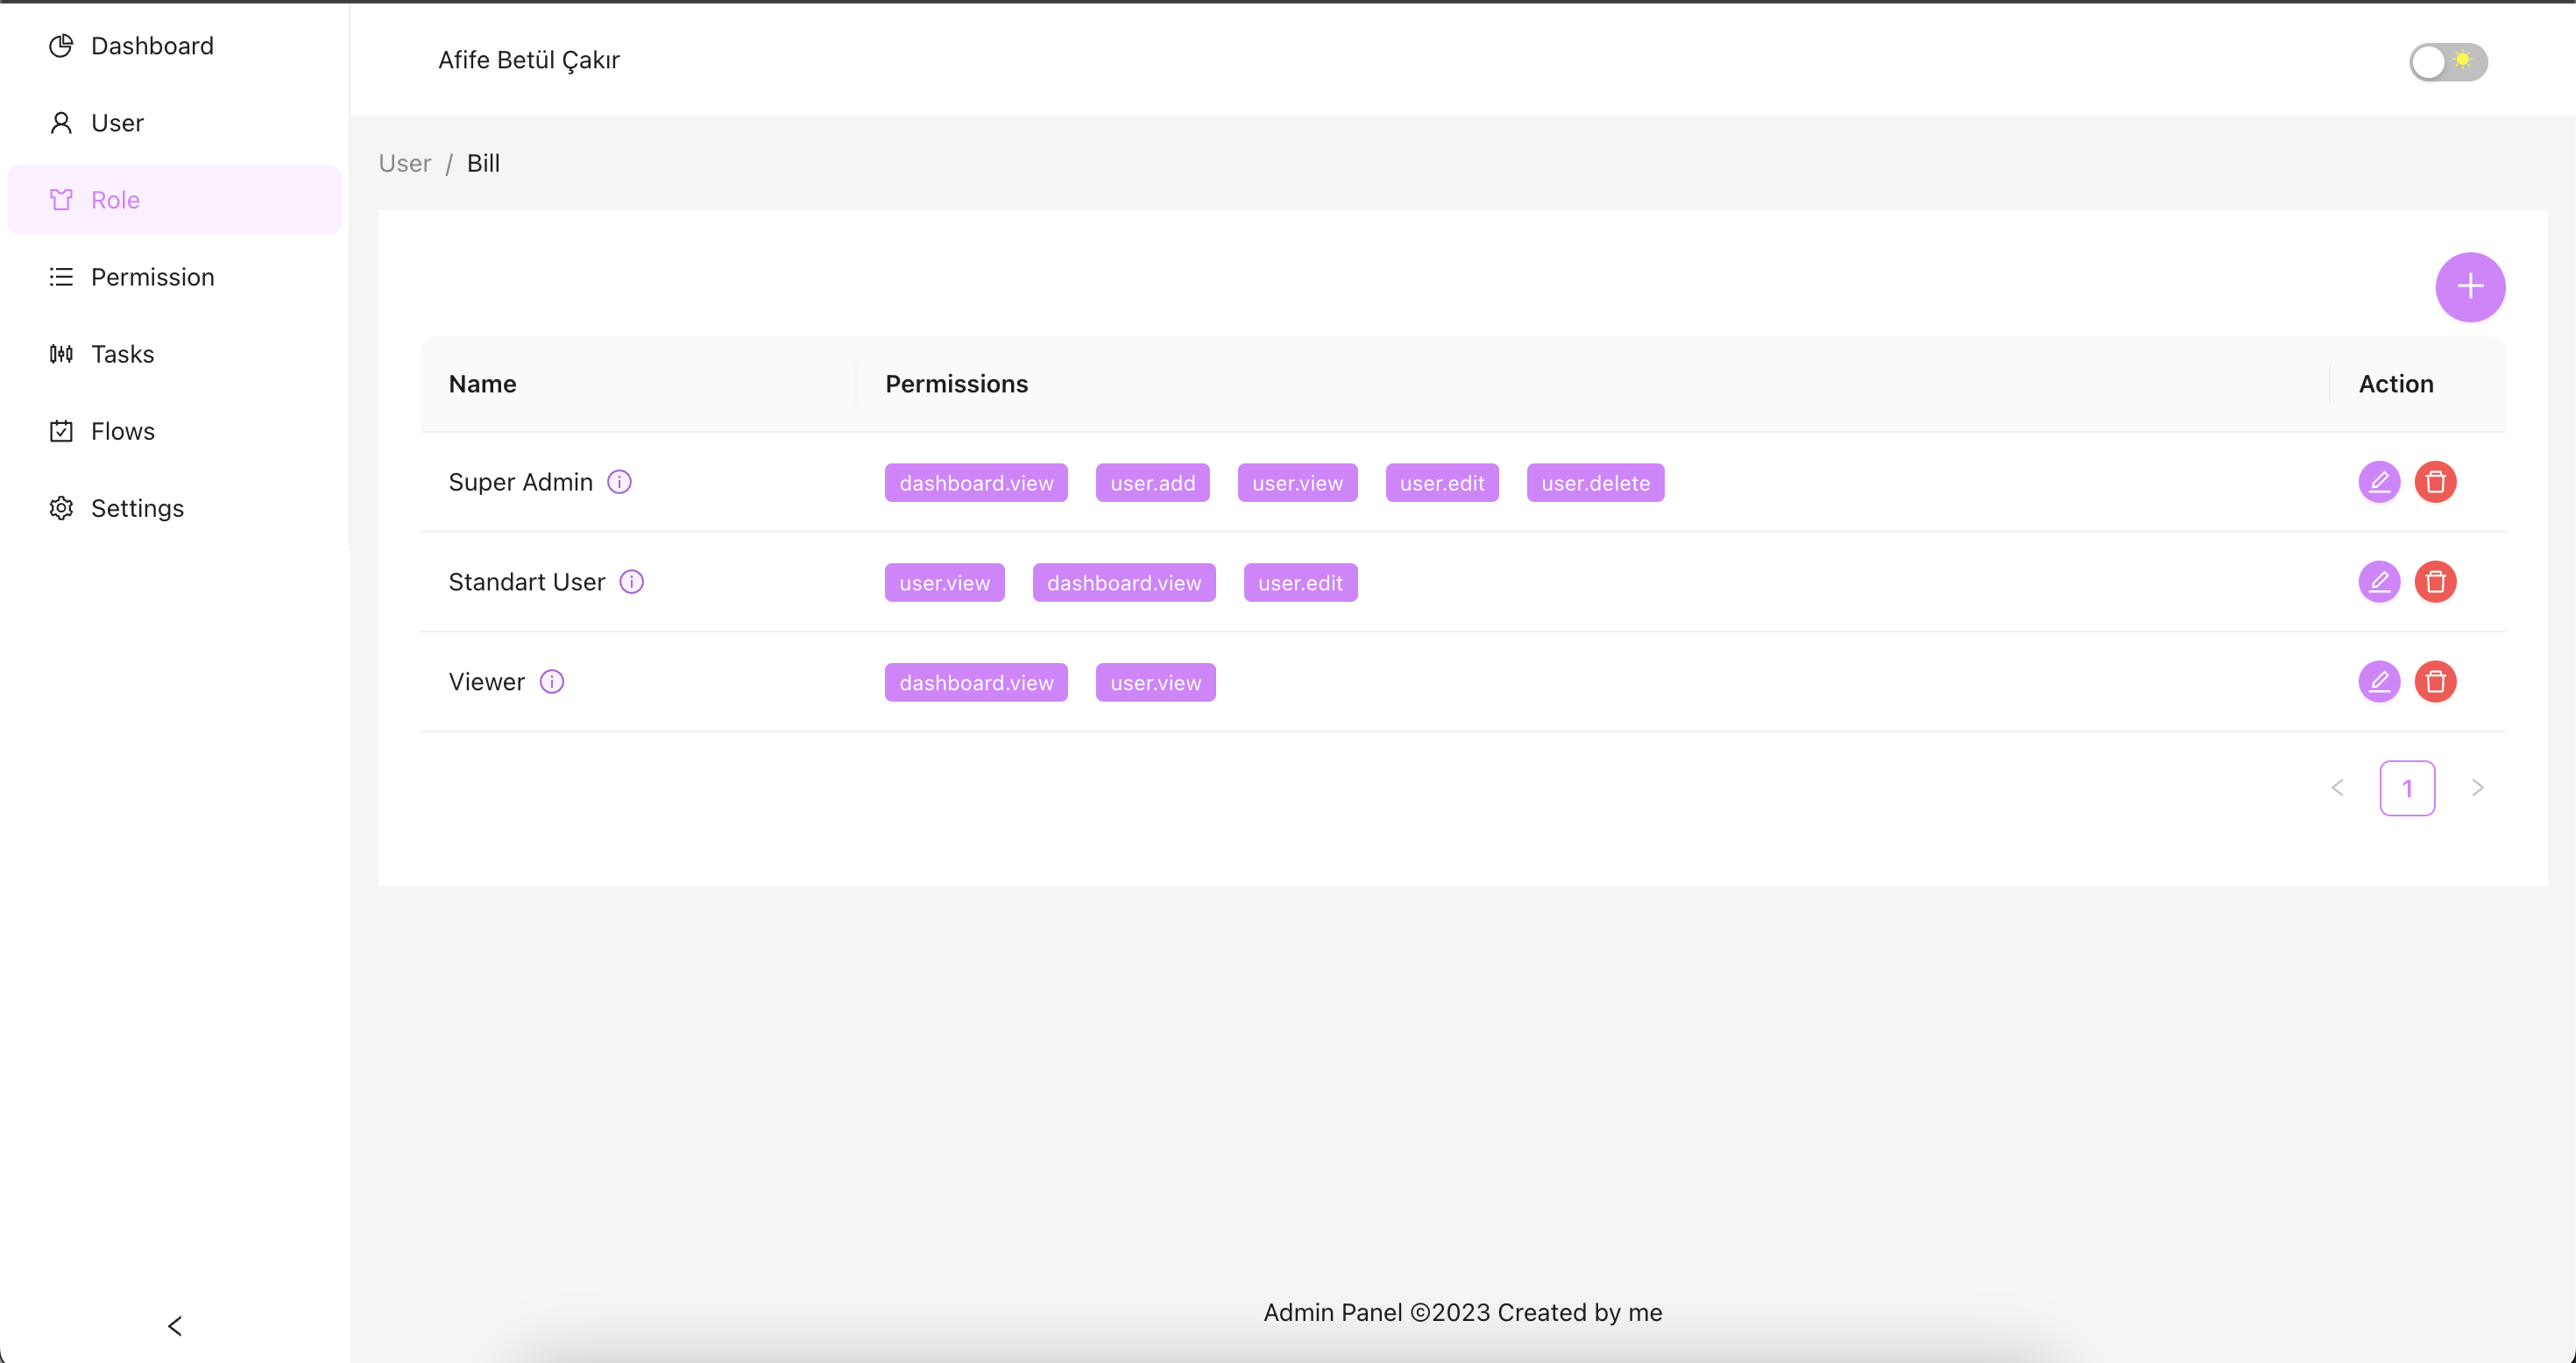 Dashboard
User
Role
Permission
Tasks
Flows
Settings
Afife Betül Çakır
User / Bill
Name Permissions Action
Super Admin dashboard.view user.add user.view user.edit user.delete
Standart User user.view dashboard.view user.edit
Viewer dashboard.view user.view
1
Admin Panel ©2023 Created by me